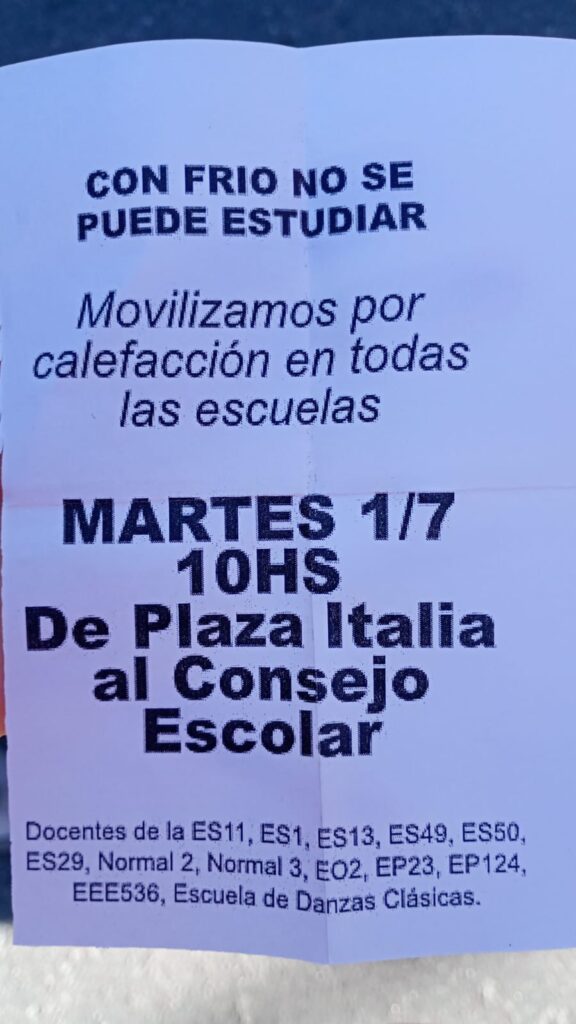 CON FRIO NO SE
PUEDE ESTUDIAR
Movilizamos por
calefacción en todas
las escuelas
MARTES 1/7
10HS
De Plaza Italia
al Consejo
Escolar
Docentes de la ES11, ES1, ES13, ES49, ES50,
ES29, Normal 2, Normal 3, EO2, EP23, EP124,
EEE536, Escuela de Danzas Clásicas.